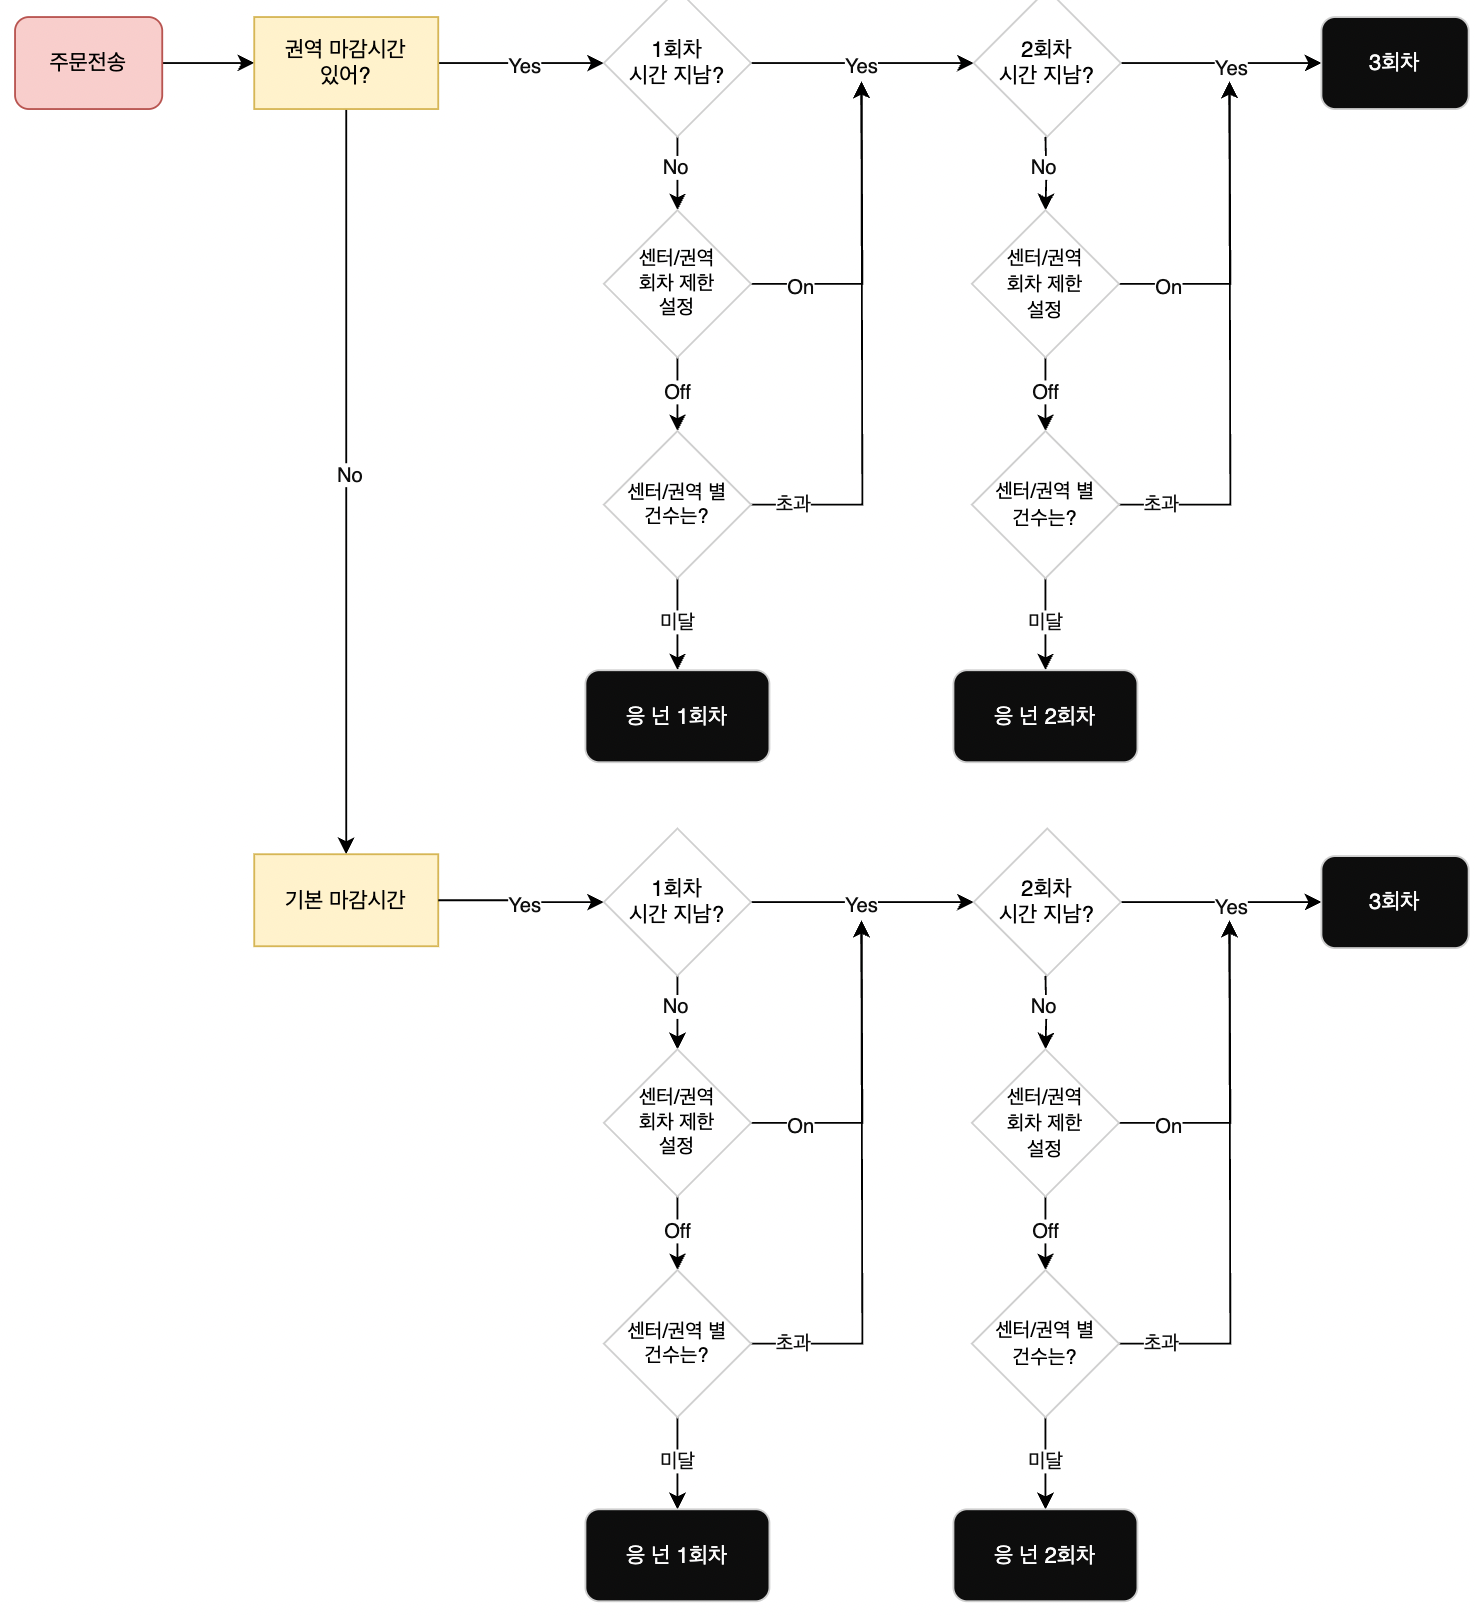 주문전송
권역 마감시간
있어?
Yes
1회차
시간 지남?
Yes
2회차
시간 지남?
Yes
3회차
No
No
센터/권역
회차 제한
설정
On
센터/권역
회차 제한
설정
On
Off
Off
No
센터/권역 별
건수는?
초과
센터/권역 별
건수는?
초과
미달
미달
응 넌 1회차
응 넌 2회차
기본 마감시간
Yes
1회차
시간 지남?
Yes
2회차
시간 지남?
Yes
3회차
No
No
센터/권역
회차 제한
설정
On
센터/권역
회차 제한
설정
On
Off
Off
센터/권역 별
건수는?
초과
센터/권역 별
건수는?
초과
미달
미달
응 넌 1회차
응 넌 2회차